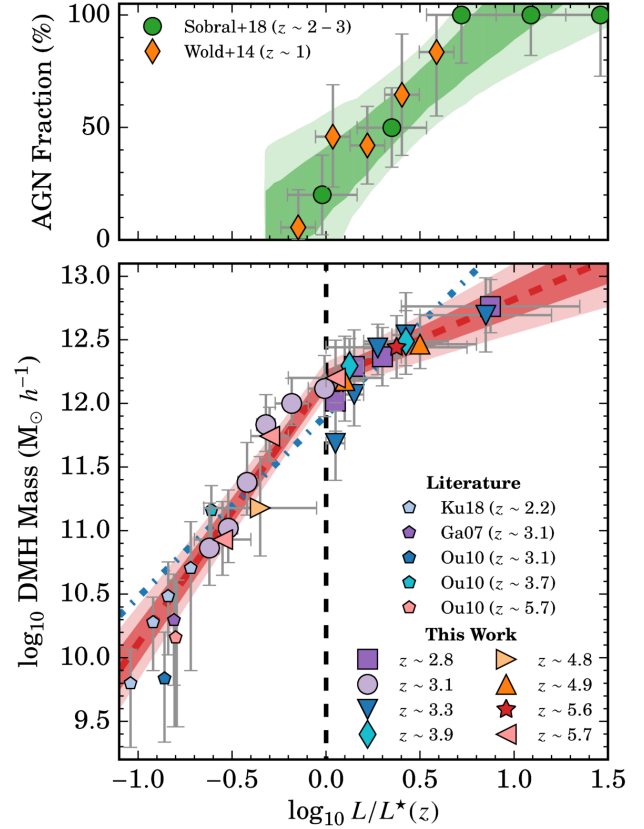 100
50
0
AGN Fraction (%)
Sobral+18 (z ∼ 2 − 3)
Wold+14 (z ∼ 1)
13.0
12.5
12.0
11.5
11.0
10.5
10.0
9.5
log₁₀ DMH Mass (M⊙ h⁻¹)
Literature
Ku18 (z ∼ 2.2)
Ga07 (z ∼ 3.1)
Ou10 (z ∼ 3.1)
Ou10 (z ∼ 3.7)
Ou10 (z ∼ 5.7)
This Work
z ∼ 2.8
z ∼ 3.1
z ∼ 3.3
z ∼ 3.9
z ∼ 4.8
z ∼ 4.9
z ∼ 5.6
z ∼ 5.7
−1.0 −0.5 0.0 0.5 1.0 1.5
log₁₀ L/L⋆(z)